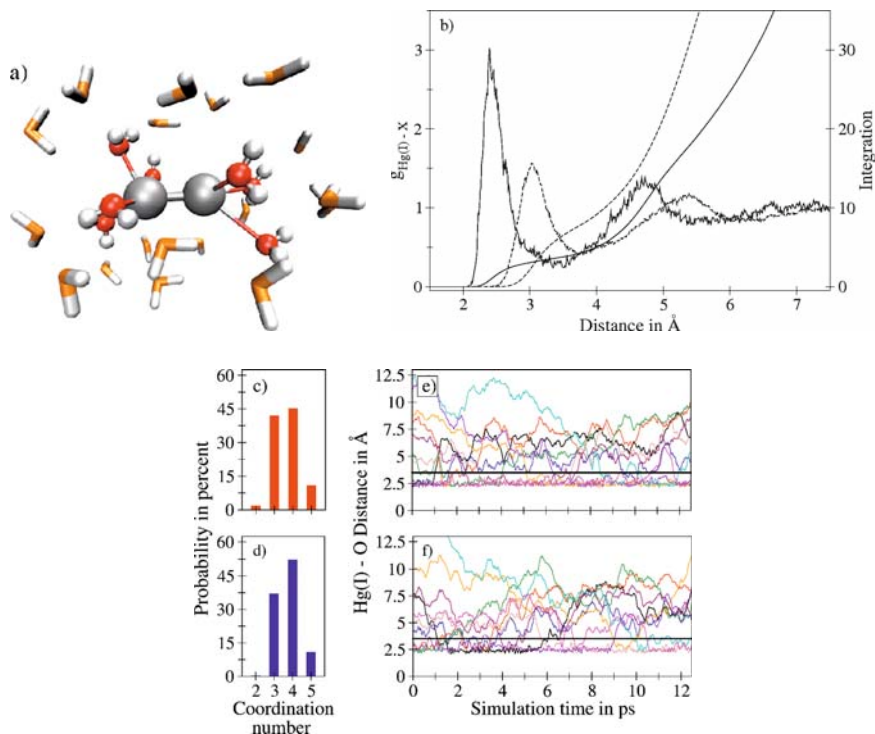 a)
b)
3
2
1
0
g Hg(I) - X
30
20
10
0
Integration
2 3 4 5 6 7
Distance in Å
c)
60
45
30
15
0
d)
60
45
30
15
0
2 3 4 5
Probability in percent
Coordination
number
e)
12.5
10
7.5
5
2.5
0
f)
12.5
10
7.5
5
2.5
0
0 2 4 6 8 10 12
Hg(I) - O Distance in Å
Simulation time in ps